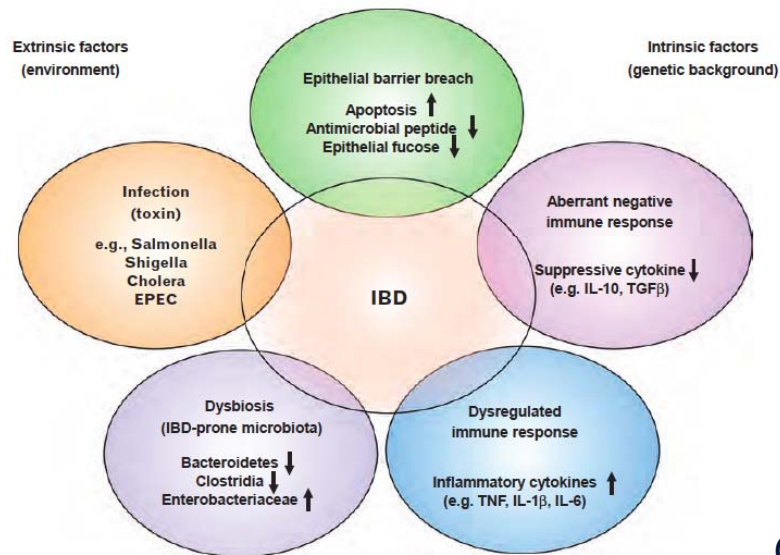 Extrinsic factors
(environment)
Intrinsic factors
(genetic background)
Epithelial barrier breach
Apoptosis ↑
Antimicrobial peptide ↓
Epithelial fucose ↓
Infection
(toxin)
e.g., Salmonella
Shigella
Cholera
EPEC
Aberrant negative
immune response
Suppressive cytokine ↓
(e.g. IL-10, TGFβ)
IBD
Dysbiosis
(IBD-prone microbiota)
Bacteroidetes ↓
Clostridia ↓
Enterobacteriaceae ↑
Dysregulated
immune response
Inflammatory cytokines ↑
(e.g. TNF, IL-1β, IL-6)